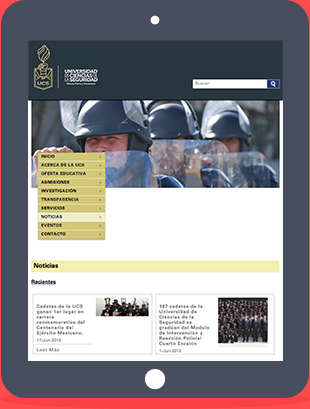 UCS
UNIVERSIDAD
DE CIENCIAS DE LA
SEGURIDAD
Buscar
INICIO
ACERCA DE LA UCS
OFERTA EDUCATIVA
ADMISIONES
INVESTIGACIÓN
TRANSPARENCIA
SERVICIOS
NOTICIAS
EVENTOS
CONTACTO
Noticias
Recientes
Cadetes de la UCS
ganan 1er lugar en
carrera
conmemorativa del
Centenario del
Ejército Mexicano.
17-Jun-2013
Leer Más
187 cadetes de la
Universidad de
Ciencias de la
Seguridad se
gradúan del Modulo
de Intervención y
Reacción Policial
Cuarto Escalón
1-Jun-2013